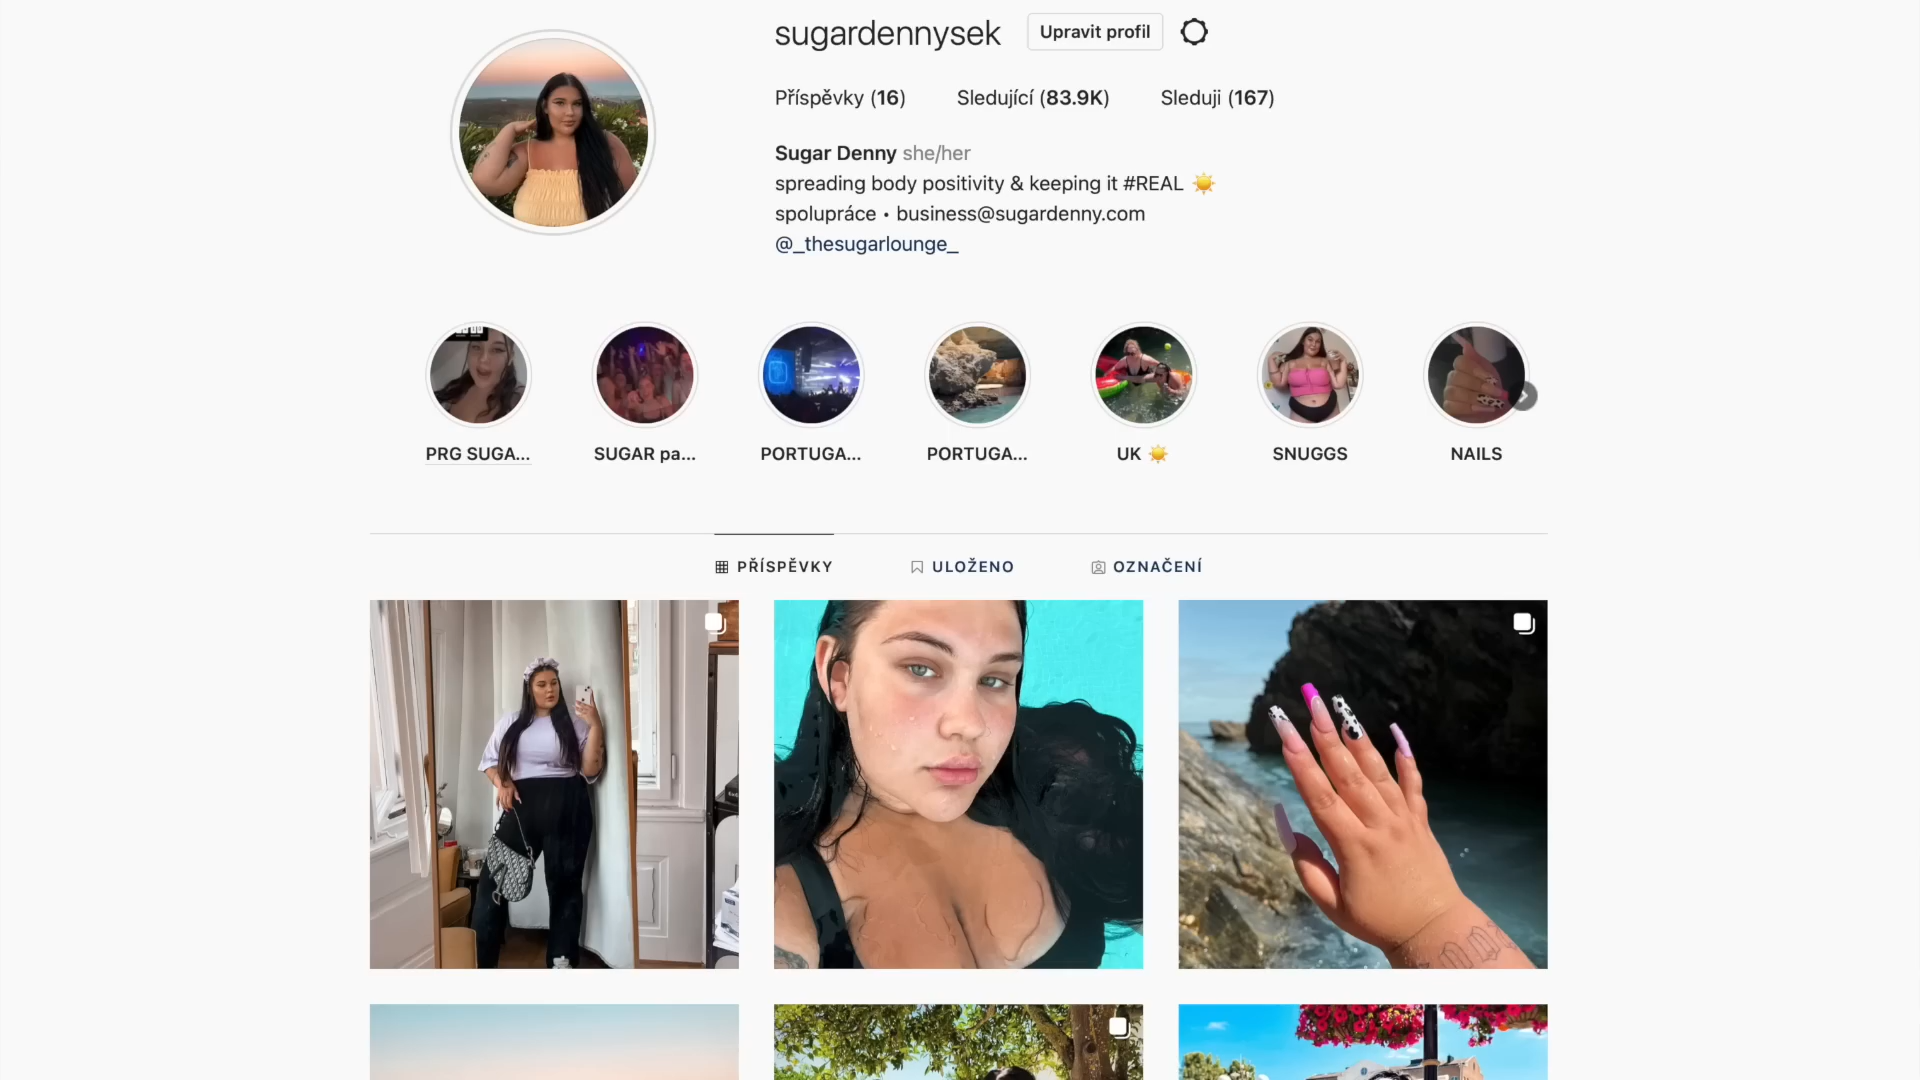 sugardennysek
Upravit profil
Příspěvky (16)
Sledující (83.9K)
Sleduji (167)
Sugar Denny she/her
spreading body positivity & keeping it #REAL ☀️
spolupráce • business@sugardenny.com
@_thesugarlounge_
PRG SUGA...
SUGAR pa...
PORTUGA...
PORTUGA...
UK ☀️
SNUGGS
NAILS
PŘÍSPĚVKY
ULOŽENO
OZNAČENÍ